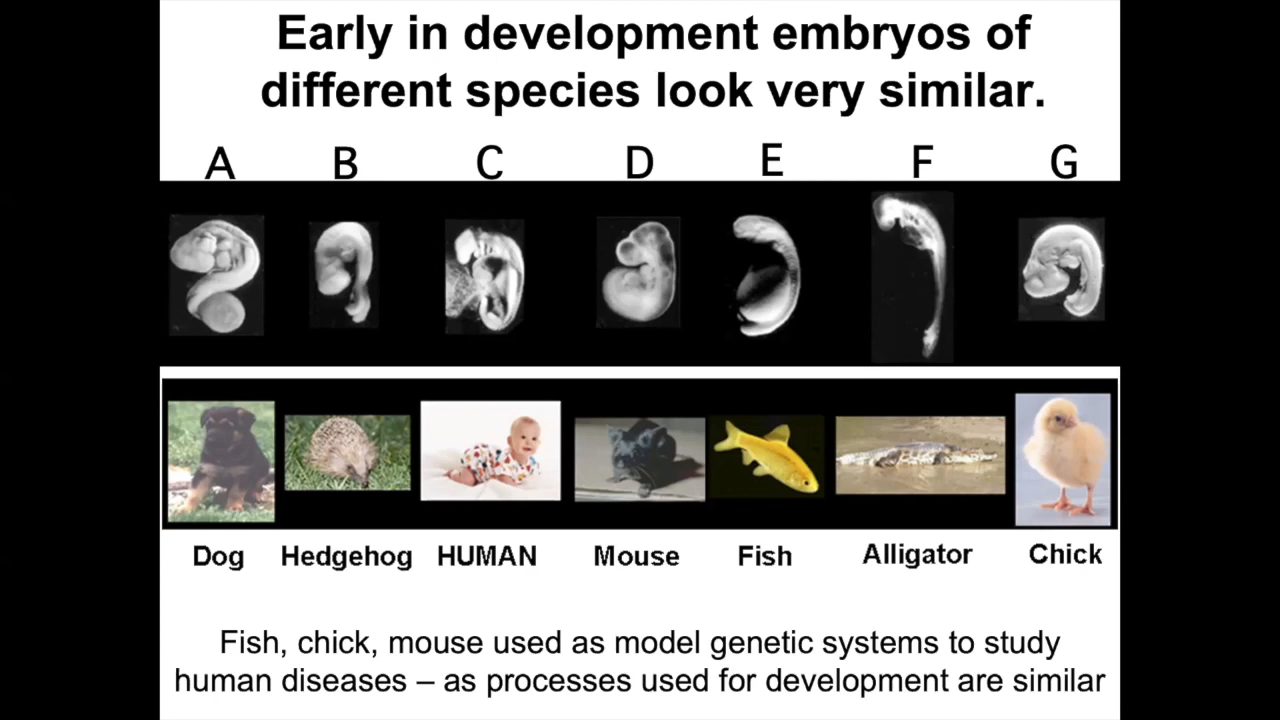 Early in development embryos of
different species look very similar.
A B C D E F G
Dog Hedgehog HUMAN Mouse Fish Alligator Chick
Fish, chick, mouse used as model genetic systems to study
human diseases – as processes used for development are similar